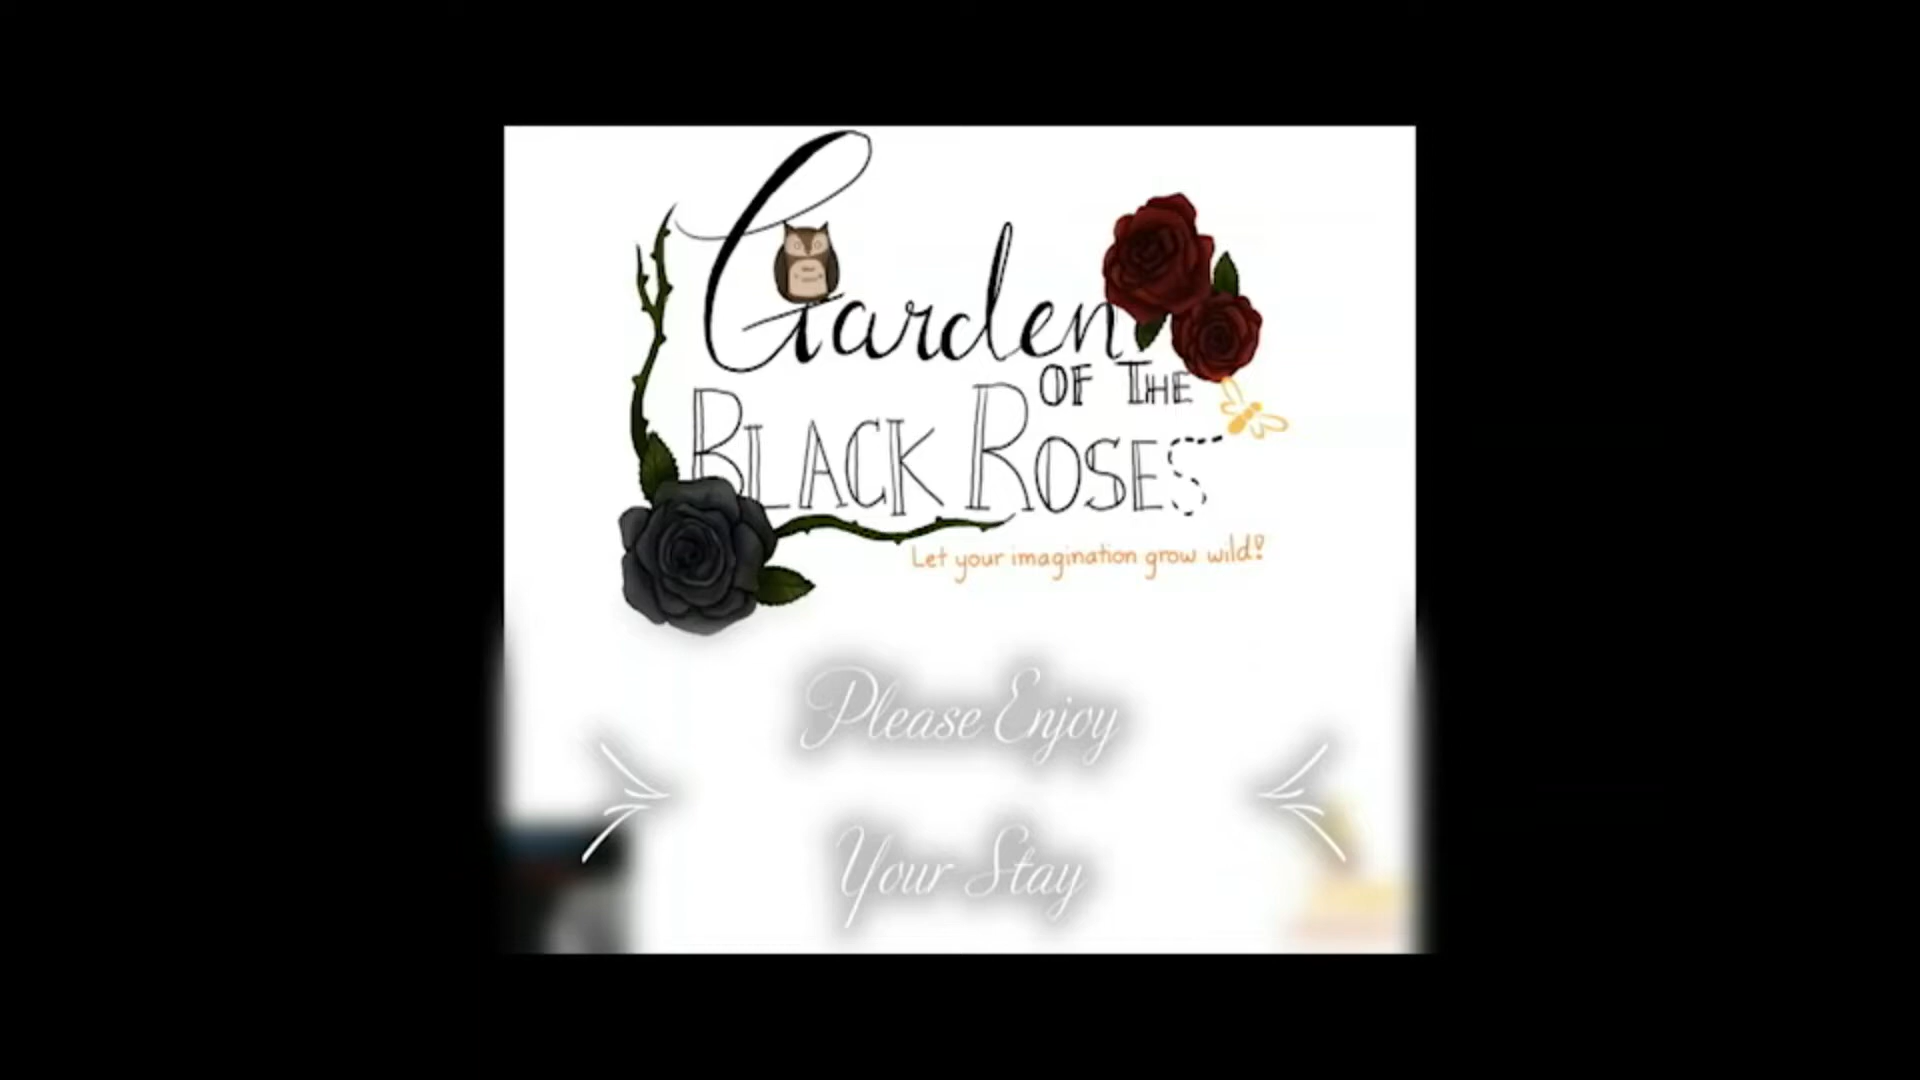 Garden
OF THE
BLACK ROSES
Let your imagination grow wild!
Please Enjoy
Your Stay